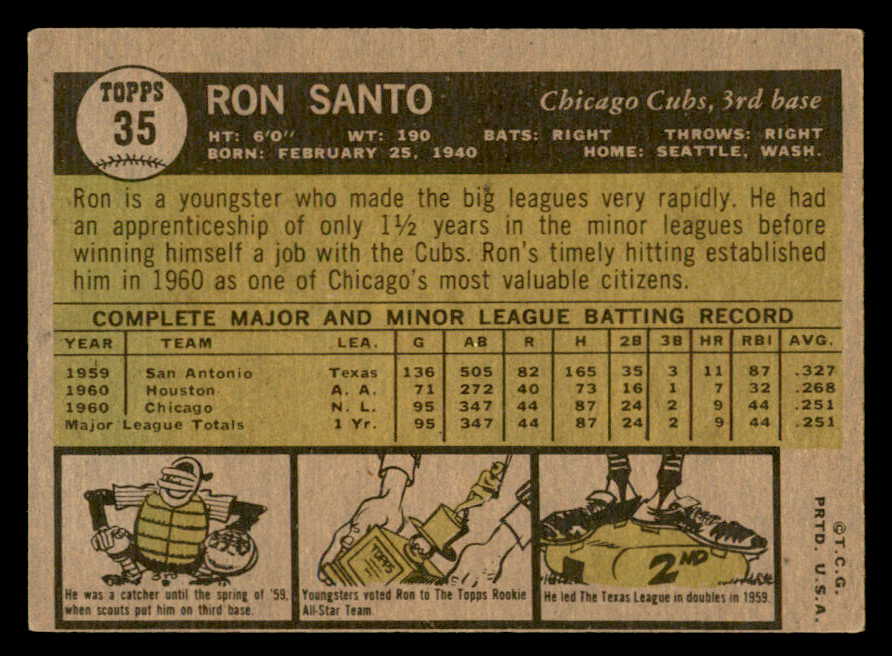 TOPPS
35
RON SANTO
Chicago Cubs, 3rd base
HT: 6'0" WT: 190 BATS: RIGHT THROWS: RIGHT
BORN: FEBRUARY 25, 1940 HOME: SEATTLE, WASH.
Ron is a youngster who made the big leagues very rapidly. He had
an apprenticeship of only 1½ years in the minor leagues before
winning himself a job with the Cubs. Ron's timely hitting established
him in 1960 as one of Chicago's most valuable citizens.
COMPLETE MAJOR AND MINOR LEAGUE BATTING RECORD
YEAR TEAM LEA. G AB R H 2B 3B HR RBI AVG.
1959 San Antonio Texas 136 505 82 165 35 3 11 87 .327
1960 Houston A. A. 71 272 40 73 16 1 7 32 .268
1960 Chicago N. L. 95 347 44 87 24 2 9 44 .251
Major League Totals 1 Yr. 95 347 44 87 24 2 9 44 .251
He was a catcher until the spring of '59,
when scouts put him on third base.
TOPPS
Youngsters voted Ron to The Topps Rookie
All-Star Team.
2ND
He led The Texas League in doubles in 1959.
©T.C.G.
PRTD. U.S.A.